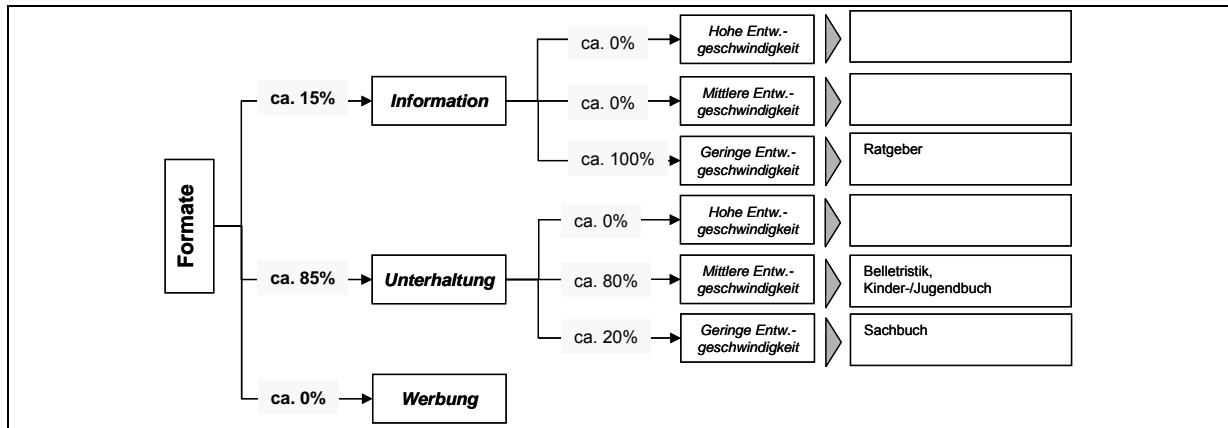 Formate
ca. 15%
Information
ca. 0%
Hohe Entw.-
geschwindigkeit
ca. 0%
Mittlere Entw.-
geschwindigkeit
ca. 100%
Geringe Entw.-
geschwindigkeit
Ratgeber
ca. 85%
Unterhaltung
ca. 0%
Hohe Entw.-
geschwindigkeit
ca. 80%
Mittlere Entw.-
geschwindigkeit
Belletristik,
Kinder-/Jugendbuch
ca. 20%
Geringe Entw.-
geschwindigkeit
Sachbuch
ca. 0%
Werbung